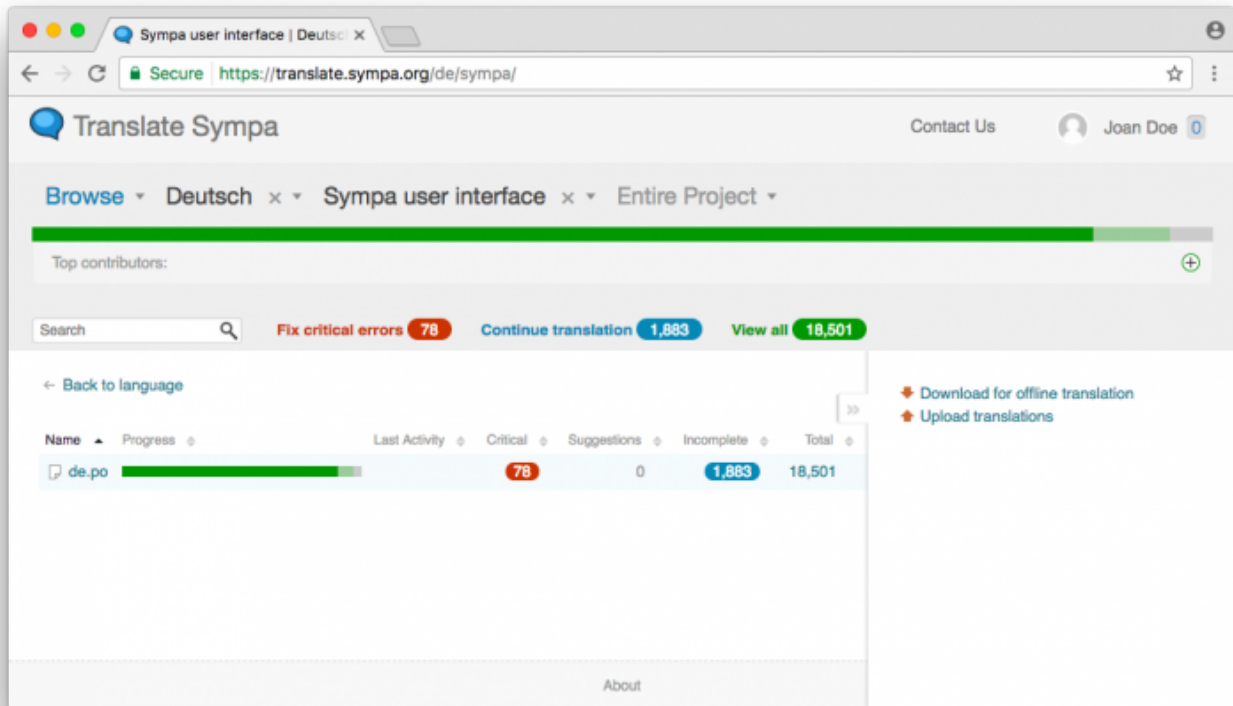 Sympa user interface | Deutsc
Secure https://translate.sympa.org/de/sympa/
Translate Sympa Contact Us Joan Doe 0
Browse Deutsch × Sympa user interface × Entire Project
Top contributors:
Search Fix critical errors 78 Continue translation 1,883 View all 18,501
← Back to language
Download for offline translation
Upload translations
Name Progress Last Activity Critical Suggestions Incomplete Total
de.po 78 0 1,883 18,501
About